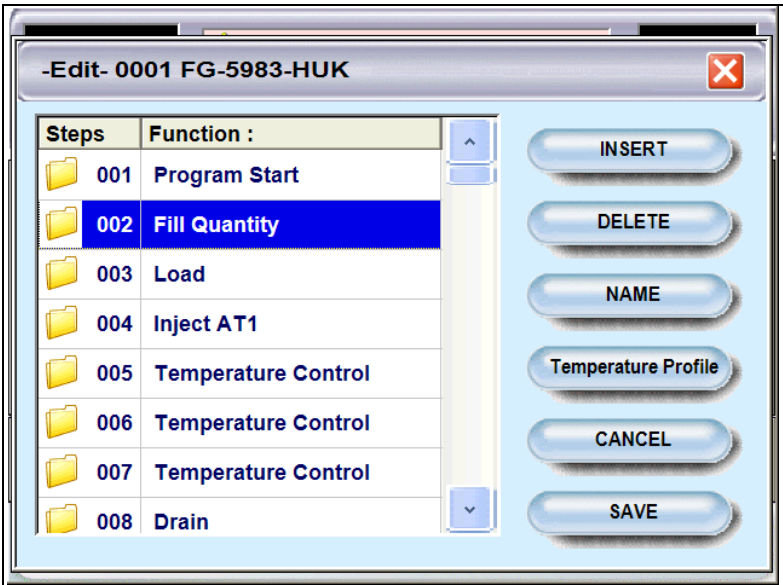 -Edit- 0001 FG-5983-HUK
Steps Function :
001 Program Start
002 Fill Quantity
003 Load
004 Inject AT1
005 Temperature Control
006 Temperature Control
007 Temperature Control
008 Drain
INSERT
DELETE
NAME
Temperature Profile
CANCEL
SAVE